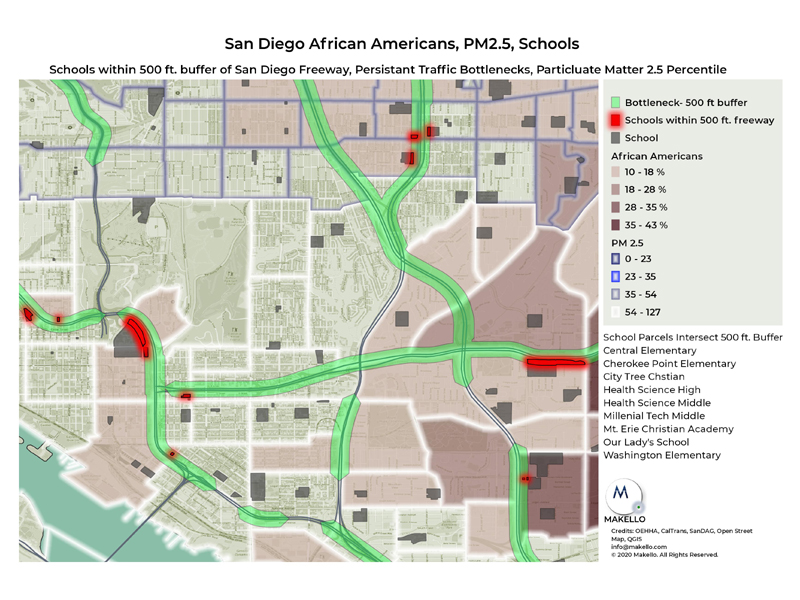 San Diego African Americans, PM2.5, Schools
Schools within 500 ft. buffer of San Diego Freeway, Persistant Traffic Bottlenecks, Particluate Matter 2.5 Percentile
Bottleneck- 500 ft buffer
Schools within 500 ft. freeway
School
African Americans
10 - 18 %
18 - 28 %
28 - 35 %
35 - 43 %
PM 2.5
0 - 23
23 - 35
35 - 54
54 - 127
School Parcels Intersect 500 ft. Buffer
Central Elementary
Cherokee Point Elementary
City Tree Chstian
Health Science High
Health Science Middle
Millenial Tech Middle
Mt. Erie Christian Academy
Our Lady's School
Washington Elementary
M
MAKELLO
Credits: OEHHA, CalTrans, SanDAG, Open Street
Map, QGIS
info@makello.com
© 2020 Makello. All Rights Reserved.